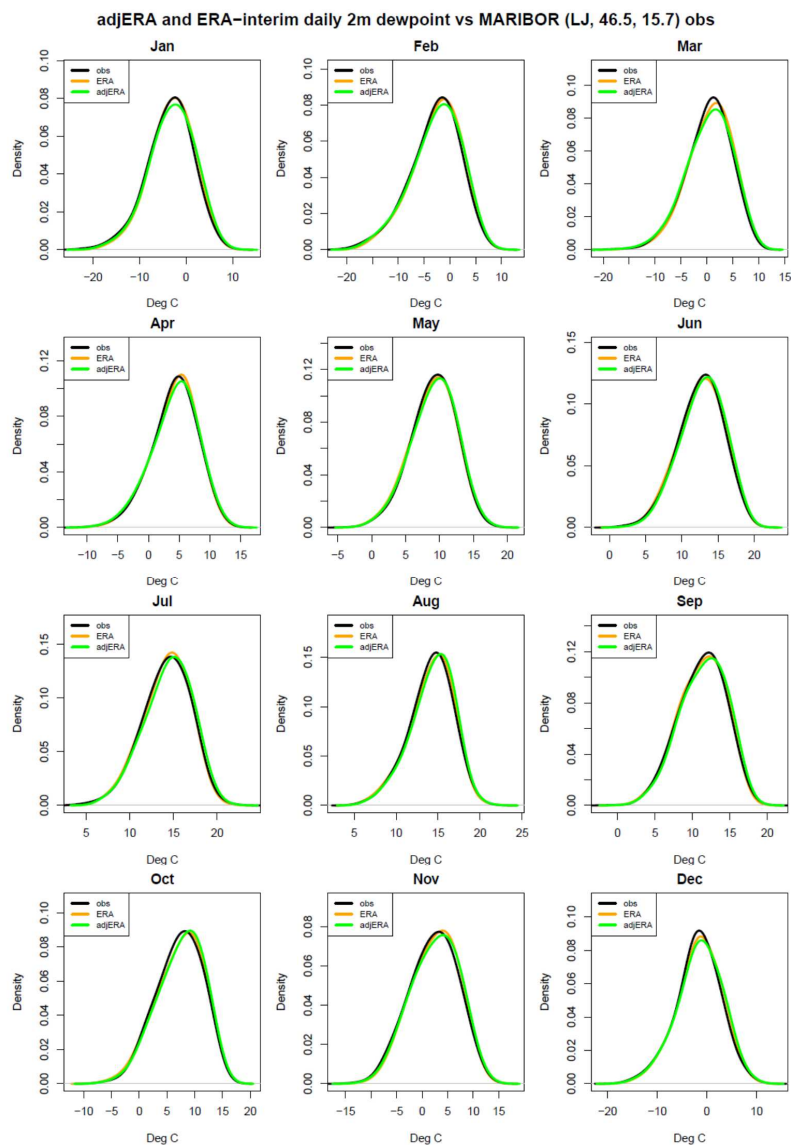 adjERA and ERA−interim daily 2m dewpoint vs MARIBOR (LJ, 46.5, 15.7) obs
Jan
obs
ERA
adjERA
Density
0.00 0.02 0.04 0.06 0.08 0.10
−20 −10 0 10
Deg C
Feb
obs
ERA
adjERA
Density
0.00 0.02 0.04 0.06 0.08 0.10
−20 −15 −10 −5 0 5 10
Deg C
Mar
obs
ERA
adjERA
Density
0.00 0.02 0.04 0.06 0.08 0.10
−20 −15 −10 −5 0 5 10 15
Deg C
Apr
obs
ERA
adjERA
Density
0.00 0.04 0.08 0.12
−10 −5 0 5 10 15
Deg C
May
obs
ERA
adjERA
Density
0.00 0.04 0.08 0.12
−5 0 5 10 15 20
Deg C
Jun
obs
ERA
adjERA
Density
0.00 0.05 0.10 0.15
0 5 10 15 20
Deg C
Jul
obs
ERA
adjERA
Density
0.00 0.05 0.10 0.15
5 10 15 20
Deg C
Aug
obs
ERA
adjERA
Density
0.00 0.05 0.10 0.15
5 10 15 20 25
Deg C
Sep
obs
ERA
adjERA
Density
0.00 0.04 0.08 0.12
0 5 10 15 20
Deg C
Oct
obs
ERA
adjERA
Density
0.00 0.02 0.04 0.06 0.08 0.10
−10 −5 0 5 10 15 20
Deg C
Nov
obs
ERA
adjERA
Density
0.00 0.02 0.04 0.06 0.08
−15 −5 0 5 10 15
Deg C
Dec
obs
ERA
adjERA
Density
0.00 0.02 0.04 0.06 0.08 0.10
−20 −10 0 10
Deg C